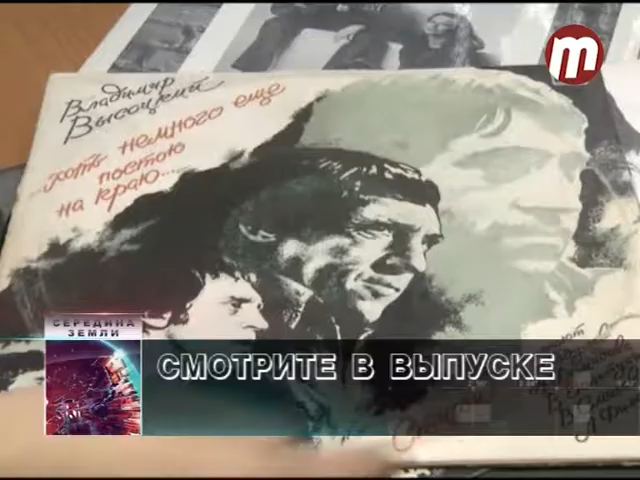 m
Владимир
Высоцкий
...хоть немного еще
постою
на краю...
СЕРЕДИНА
ЗЕМЛИ
СМОТРИТЕ В ВЫПУСКЕ